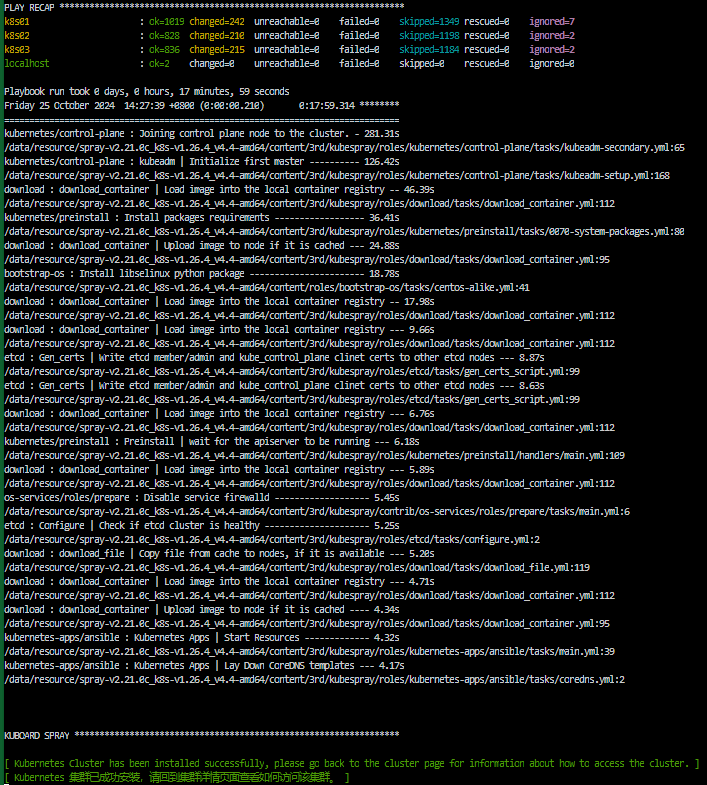 PLAY RECAP *********************************************************************
k8s01 : ok=1019 changed=242 unreachable=0 failed=0 skipped=1349 rescued=0 ignored=7
k8s02 : ok=828 changed=210 unreachable=0 failed=0 skipped=1198 rescued=0 ignored=2
k8s03 : ok=836 changed=215 unreachable=0 failed=0 skipped=1184 rescued=0 ignored=2
localhost : ok=2 changed=0 unreachable=0 failed=0 skipped=0 rescued=0 ignored=0
Playbook run took 0 days, 0 hours, 17 minutes, 59 seconds
Friday 25 October 2024 14:27:39 +0800 (0:00:00.210) 0:17:59.314 ********
===============================================================================
kubernetes/control-plane : Joining control plane node to the cluster. - 281.31s
/data/resource/spray-v2.21.0c_k8s-v1.26.4_v4.4-amd64/content/3rd/kubespray/roles/kubernetes/control-plane/tasks/kubeadm-secondary.yml:65
kubernetes/control-plane : kubeadm | Initialize first master ---------- 126.42s
/data/resource/spray-v2.21.0c_k8s-v1.26.4_v4.4-amd64/content/3rd/kubespray/roles/kubernetes/control-plane/tasks/kubeadm-setup.yml:168
download : download_container | Load image into the local container registry -- 46.39s
/data/resource/spray-v2.21.0c_k8s-v1.26.4_v4.4-amd64/content/3rd/kubespray/roles/download/tasks/download_container.yml:112
kubernetes/preinstall : Install packages requirements ------------------ 36.41s
/data/resource/spray-v2.21.0c_k8s-v1.26.4_v4.4-amd64/content/3rd/kubespray/roles/kubernetes/preinstall/tasks/0070-system-packages.yml:80
download : download_container | Upload image to node if it is cached --- 24.88s
/data/resource/spray-v2.21.0c_k8s-v1.26.4_v4.4-amd64/content/3rd/kubespray/roles/download/tasks/download_container.yml:95
bootstrap-os : Install libselinux python package ----------------------- 18.78s
/data/resource/spray-v2.21.0c_k8s-v1.26.4_v4.4-amd64/content/roles/bootstrap-os/tasks/centos-alike.yml:41
download : download_container | Load image into the local container registry -- 17.98s
/data/resource/spray-v2.21.0c_k8s-v1.26.4_v4.4-amd64/content/3rd/kubespray/roles/download/tasks/download_container.yml:112
download : download_container | Load image into the local container registry --- 9.66s
/data/resource/spray-v2.21.0c_k8s-v1.26.4_v4.4-amd64/content/3rd/kubespray/roles/download/tasks/download_container.yml:112
etcd : Gen_certs | Write etcd member/admin and kube_control_plane clinet certs to other etcd nodes --- 8.87s
/data/resource/spray-v2.21.0c_k8s-v1.26.4_v4.4-amd64/content/3rd/kubespray/roles/etcd/tasks/gen_certs_script.yml:99
etcd : Gen_certs | Write etcd member/admin and kube_control_plane clinet certs to other etcd nodes --- 8.63s
/data/resource/spray-v2.21.0c_k8s-v1.26.4_v4.4-amd64/content/3rd/kubespray/roles/etcd/tasks/gen_certs_script.yml:99
download : download_container | Load image into the local container registry --- 6.76s
/data/resource/spray-v2.21.0c_k8s-v1.26.4_v4.4-amd64/content/3rd/kubespray/roles/download/tasks/download_container.yml:112
kubernetes/preinstall : Preinstall | wait for the apiserver to be running --- 6.18s
/data/resource/spray-v2.21.0c_k8s-v1.26.4_v4.4-amd64/content/3rd/kubespray/roles/kubernetes/preinstall/handlers/main.yml:109
download : download_container | Load image into the local container registry --- 5.89s
/data/resource/spray-v2.21.0c_k8s-v1.26.4_v4.4-amd64/content/3rd/kubespray/roles/download/tasks/download_container.yml:112
os-services/roles/prepare : Disable service firewalld ------------------- 5.45s
/data/resource/spray-v2.21.0c_k8s-v1.26.4_v4.4-amd64/content/3rd/kubespray/contrib/os-services/roles/prepare/tasks/main.yml:6
etcd : Configure | Check if etcd cluster is healthy --------------------- 5.25s
/data/resource/spray-v2.21.0c_k8s-v1.26.4_v4.4-amd64/content/3rd/kubespray/roles/etcd/tasks/configure.yml:2
download : download_file | Copy file from cache to nodes, if it is available --- 5.20s
/data/resource/spray-v2.21.0c_k8s-v1.26.4_v4.4-amd64/content/3rd/kubespray/roles/download/tasks/download_file.yml:119
download : download_container | Load image into the local container registry --- 4.71s
/data/resource/spray-v2.21.0c_k8s-v1.26.4_v4.4-amd64/content/3rd/kubespray/roles/download/tasks/download_container.yml:112
download : download_container | Upload image to node if it is cached ---- 4.34s
/data/resource/spray-v2.21.0c_k8s-v1.26.4_v4.4-amd64/content/3rd/kubespray/roles/download/tasks/download_container.yml:95
kubernetes-apps/ansible : Kubernetes Apps | Start Resources ------------- 4.32s
/data/resource/spray-v2.21.0c_k8s-v1.26.4_v4.4-amd64/content/3rd/kubespray/roles/kubernetes-apps/ansible/tasks/main.yml:39
kubernetes-apps/ansible : Kubernetes Apps | Lay Down CoreDNS templates --- 4.17s
/data/resource/spray-v2.21.0c_k8s-v1.26.4_v4.4-amd64/content/3rd/kubespray/roles/kubernetes-apps/ansible/tasks/coredns.yml:2
KUBOARD SPRAY *****************************************************************
[ Kubernetes Cluster has been installed successfully, please go back to the cluster page for information about how to access the cluster. ]
[ Kubernetes 集群已成功安装，请回到集群详情页面查看如何访问该集群。 ]